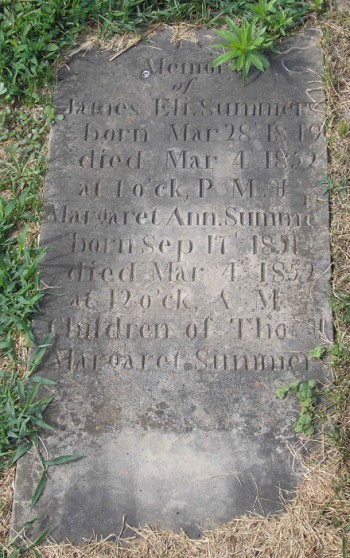 Memory
of
James Eli. Summers
born Mar 28 1849
died Mar 4 1852
at 1 o'ck, P. M. &
Margaret Ann. Summe
born Sep 17 1851
died Mar 4 1852
at 12 o'ck, A M
Children of Tho &
Margaret Summer